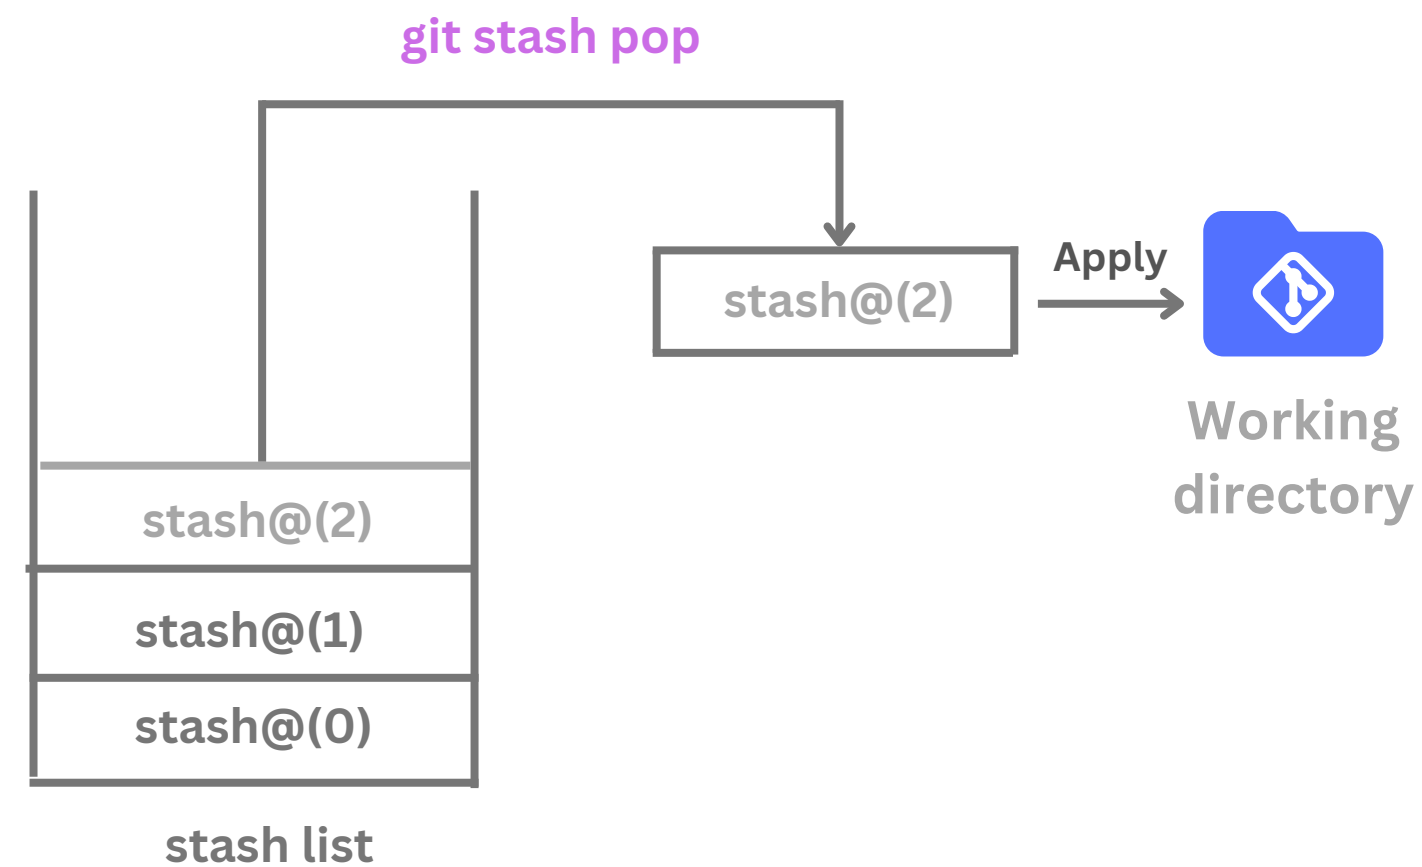 git stash pop
stash@(2)
Apply
Working
directory
stash@(2)
stash@(1)
stash@(0)
stash list